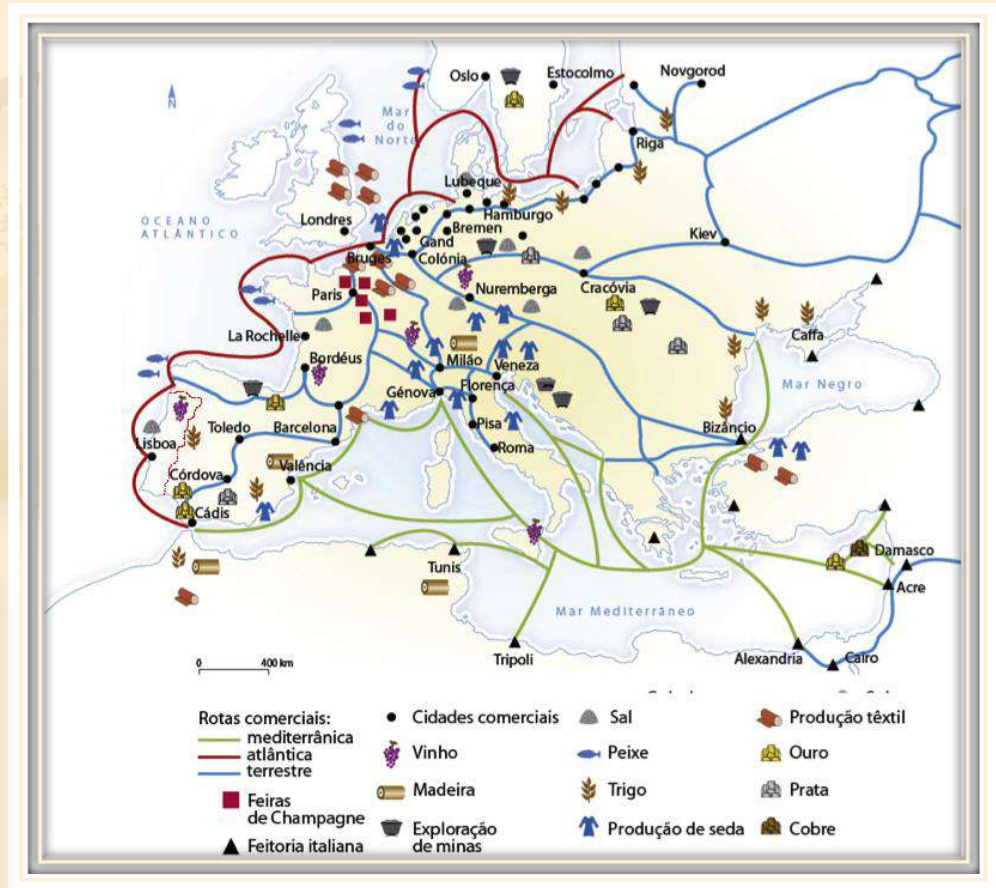 Oslo
Estocolmo
Novgorod
N
Mar
do
Norte
Riga
Lubeque
OCEANO
ATLÂNTICO
Londres
Hamburgo
Bremen
Gand
Kiev
Bruges
Colónia
Paris
Nuremberga
Cracóvia
La Rochelle
Caffa
Bordéus
Milão
Veneza
Mar Negro
Génova
Florença
Toledo
Barcelona
Pisa
Bizâncio
Lisboa
Roma
Córdova
Valência
Cádis
Tunis
Damasco
Acre
Mar Mediterrâneo
Tripoli
Alexandria
Cairo
0 400 km
Rotas comerciais:
mediterrânica
atlântica
terrestre
Feiras
de Champagne
Feitoria italiana
Cidades comerciais
Vinho
Madeira
Exploração
de minas
Sal
Peixe
Trigo
Produção de seda
Produção têxtil
Ouro
Prata
Cobre